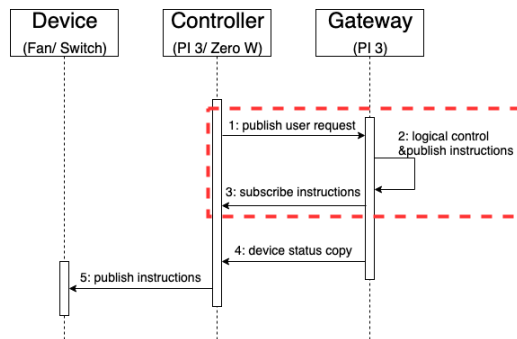 Device
(Fan/ Switch)
Controller
(PI 3/ Zero W)
Gateway
(PI 3)
1: publish user request
2: logical control
&publish instructions
3: subscribe instructions
4: device status copy
5: publish instructions